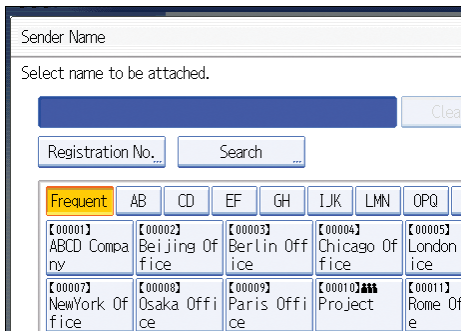 Sender Name
Select name to be attached.
Clea
Registration No.
Search
Frequent AB CD EF GH IJK LMN OPQ
【00001】 【00002】 【00003】 【00004】 【00005】
ABCD Compa Beijing Of Berlin Off Chicago Of London
ny fice ice fice ice
【00007】 【00008】 【00009】 【00010】 【00011】
NewYork Of Osaka Offi Paris Offi Project Rome Of
fice ce ce e